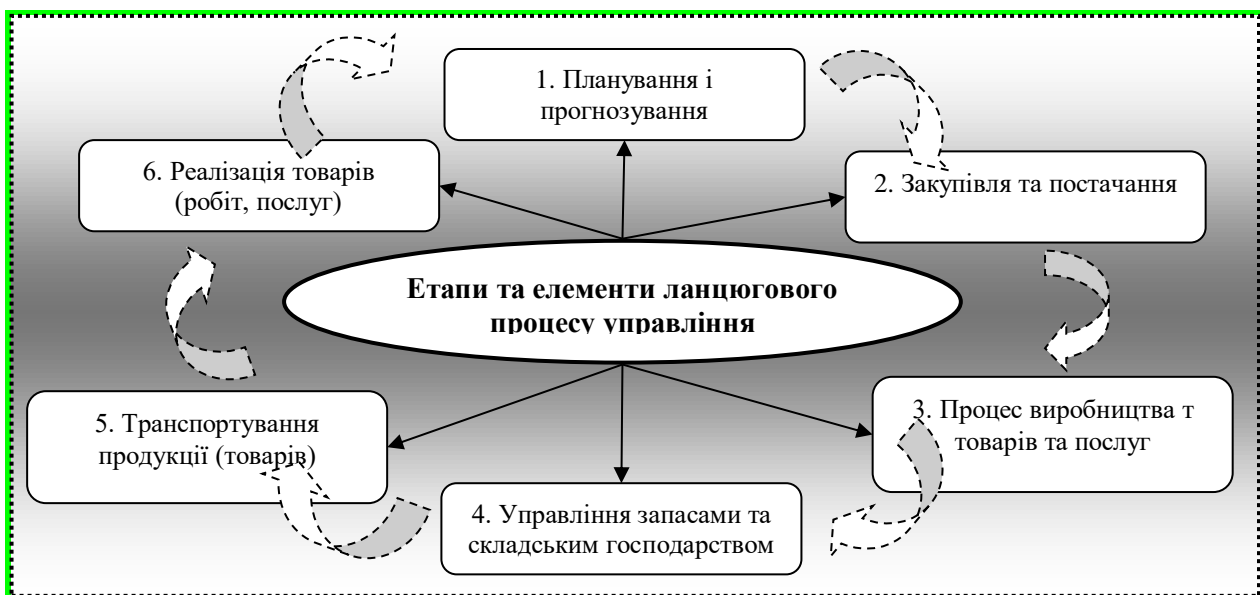 1. Планування і
прогнозування
2. Закупівля та постачання
3. Процес виробництва т
товарів та послуг
4. Управління запасами та
складським господарством
5. Транспортування
продукції (товарів)
6. Реалізація товарів
(робіт, послуг)
Етапи та елементи ланцюгового
процесу управління